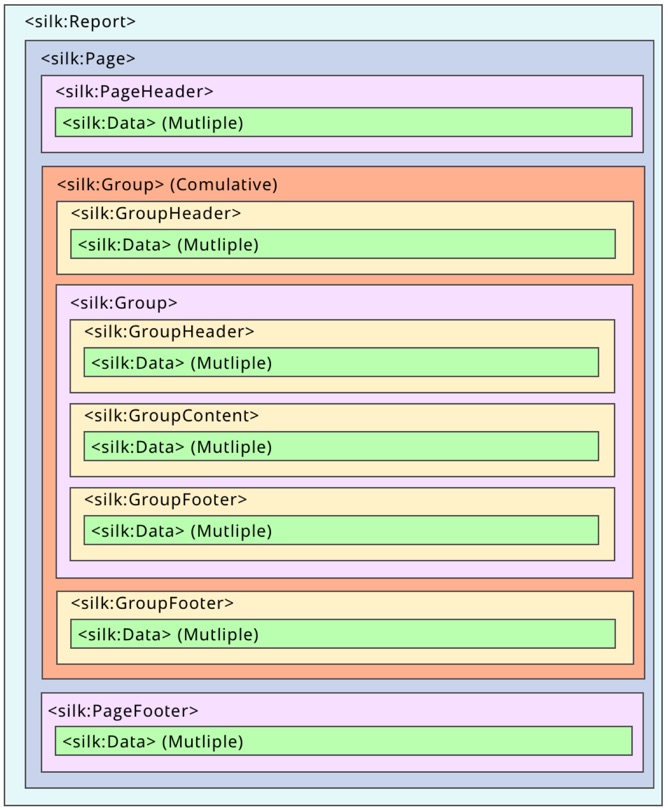 <silk:Report>
<silk:Page>
<silk:PageHeader>
<silk:Data> (Mutliple)
<silk:Group> (Comulative)
<silk:GroupHeader>
<silk:Data> (Mutliple)
<silk:Group>
<silk:GroupHeader>
<silk:Data> (Mutliple)
<silk:GroupContent>
<silk:Data> (Mutliple)
<silk:GroupFooter>
<silk:Data> (Mutliple)
<silk:GroupFooter>
<silk:Data> (Mutliple)
<silk:PageFooter>
<silk:Data> (Mutliple)